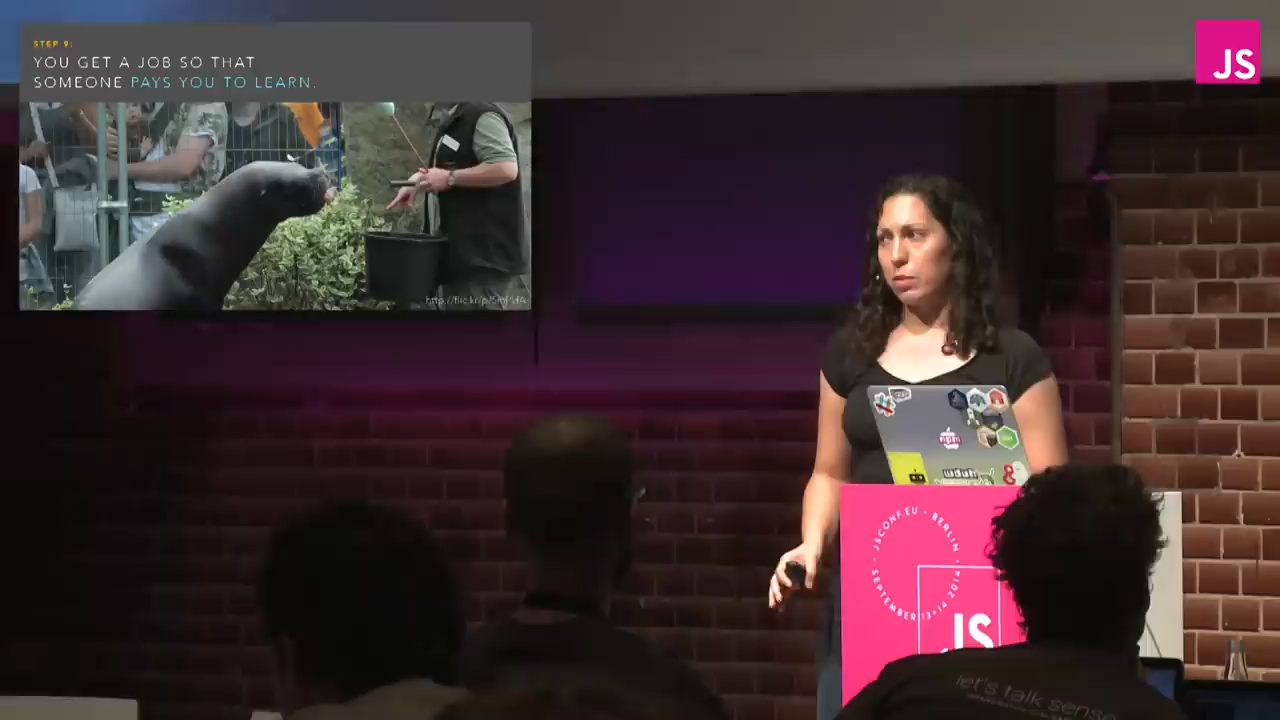 STEP 9:
YOU GET A JOB SO THAT
SOMEONE PAYS YOU TO LEARN.
JS
npm
JSCONF.EU • BERLIN
SEPTEMBER 13+14 2014
JS
let's talk sense